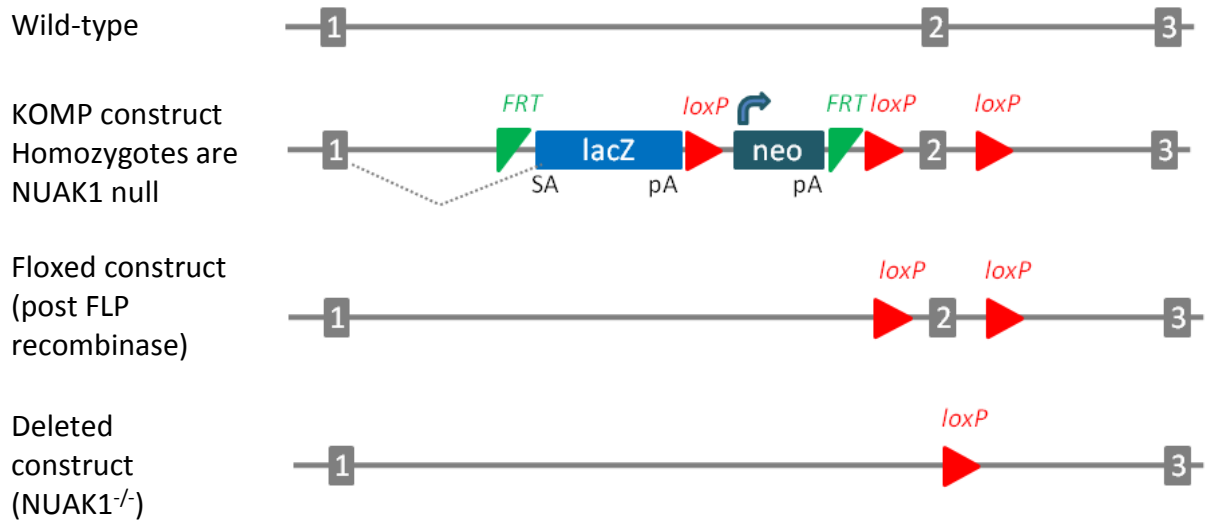 Wild-type
1 2 3
FRT loxP FRT loxP loxP
KOMP construct
Homozygotes are
NUAK1 null
1 lacZ neo 2 3
SA pA pA
Floxed construct
(post FLP
recombinase)
loxP loxP
1 2 3
Deleted
construct
(NUAK1-/-)
loxP
1 3